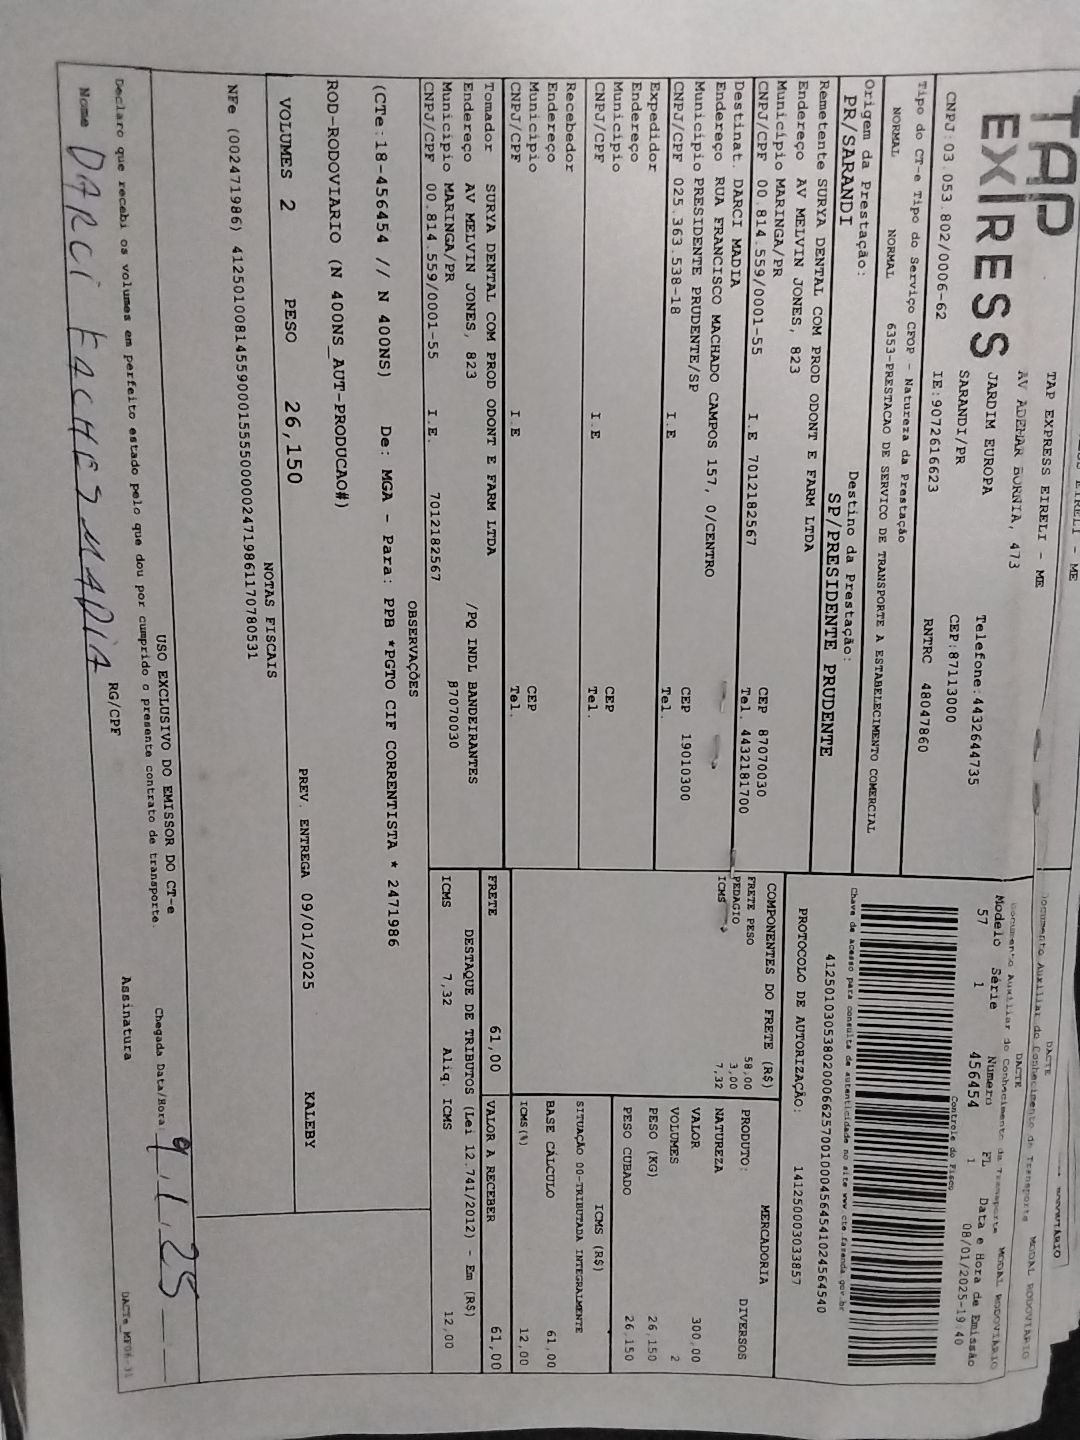 TAP
EXPRESS
TAP EXPRESS EIRELI - ME
AV ADEMAR BORNIA, 473
JARDIM EUROPA
SARANDI/PR
Telefone:4432644735
CEP:87113000
CNPJ:03.053.802/0006-62 IE:9072616623 RNTRC 48047860
Tipo do CT-e Tipo do Serviço CFOP - Natureza da Prestação
NORMAL NORMAL 6353-PRESTACAO DE SERVICO DE TRANSPORTE A ESTABELECIMENTO COMERCIAL
Origem da Prestação: Destino da Prestação:
PR/SARANDI SP/PRESIDENTE PRUDENTE
DACTE
Documento Auxiliar do Conhecimento de Transporte MODAL RODOVIÁRIO
Modelo Série Numero FL Data e Hora de Emissão
57 1 456454 1 08/01/2025-19:40
Controle do Fisco
Chave de acesso para consulta de autenticidade no site www.cte.fazenda.gov.br
41250103053802000662570010004564541024564540
PROTOCOLO DE AUTORIZAÇÃO: 141250003033857
Remetente SURYA DENTAL COM PROD ODONT E FARM LTDA
Endereço AV MELVIN JONES, 823
Município MARINGA/PR CEP 87070030
CNPJ/CPF 00.814.559/0001-55 I.E 7012182567 Tel. 4432181700
Destinat. DARCI MADIA
Endereço RUA FRANCISCO MACHADO CAMPOS 157, 0/CENTRO
Município PRESIDENTE PRUDENTE/SP CEP 19010300
CNPJ/CPF 025.363.538-18 I.E Tel.
Expedidor
Endereço
Município CEP
CNPJ/CPF I.E Tel.
Recebedor
Endereço
Município CEP
CNPJ/CPF I.E Tel.
Tomador SURYA DENTAL COM PROD ODONT E FARM LTDA
Endereço AV MELVIN JONES, 823 /PQ INDL BANDEIRANTES
Município MARINGA/PR 87070030
CNPJ/CPF 00.814.559/0001-55 I.E. 7012182567
COMPONENTES DO FRETE (R$)
FRETE PESO 58,00
PEDAGIO 3,00
ICMS 7,32
MERCADORIA
PRODUTO: DIVERSOS
NATUREZA
VALOR 300,00
VOLUMES 2
PESO (KG) 26,150
PESO CUBADO 26,150
ICMS (R$)
SITUAÇÃO 00-TRIBUTADA INTEGRALMENTE
BASE CÁLCULO 61,00
ICMS(%) 12,00
FRETE 61,00 VALOR A RECEBER 61,00
DESTAQUE DE TRIBUTOS (Lei 12.741/2012) - Em (R$)
ICMS 7,32 Aliq. ICMS 12,00
OBSERVAÇÕES
(CTe:18-456454 // N 400NS) De: MGA - Para: PPB *PGTO CIF CORRENTISTA * 2471986
ROD-RODOVIARIO (N 400NS_AUT-PRODUCAO#)
VOLUMES 2 PESO 26,150 PREV. ENTREGA 09/01/2025 KALEBY
NOTAS FISCAIS
NFe (002471986) 41250100814559000155550000024719861170780531
USO EXCLUSIVO DO EMISSOR DO CT-e
Declaro que recebi os volumes em perfeito estado pelo que dou por cumprido o presente contrato de transporte.
Chegada Data/Hora: 9/1/25
Nome DARCI FACHES MADIA RG/CPF Assinatura